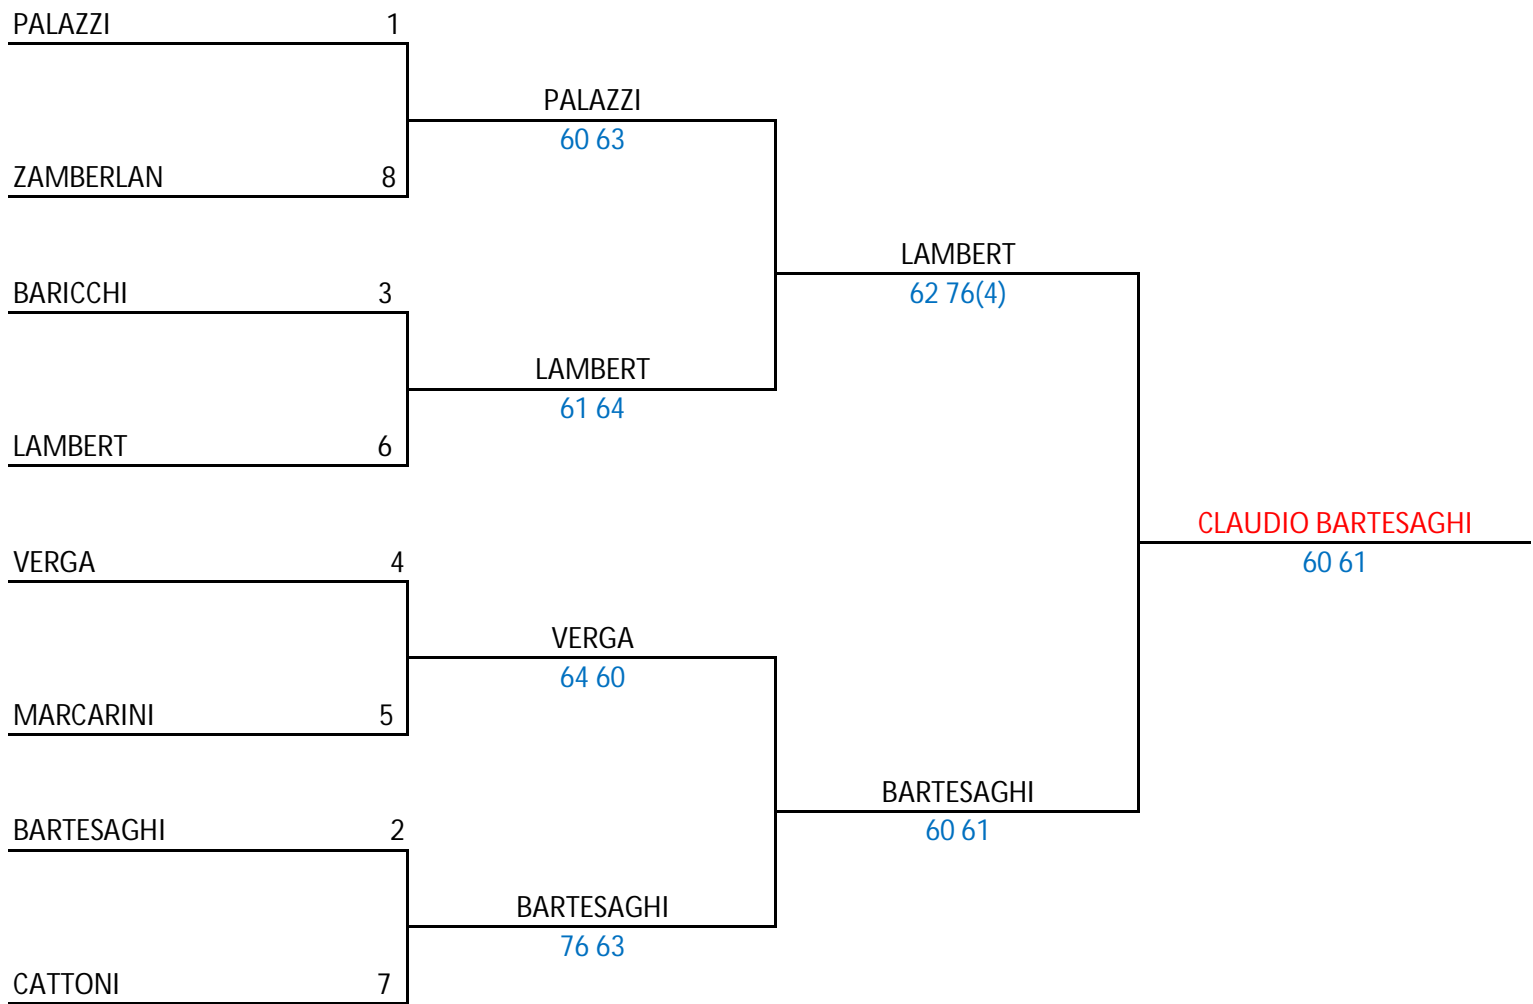 PALAZZI 1
PALAZZI
60 63
ZAMBERLAN 8
LAMBERT
62 76(4)
BARICCHI 3
LAMBERT
61 64
LAMBERT 6
CLAUDIO BARTESAGHI
60 61
VERGA 4
VERGA
64 60
MARCARINI 5
BARTESAGHI
60 61
BARTESAGHI 2
BARTESAGHI
76 63
CATTONI 7